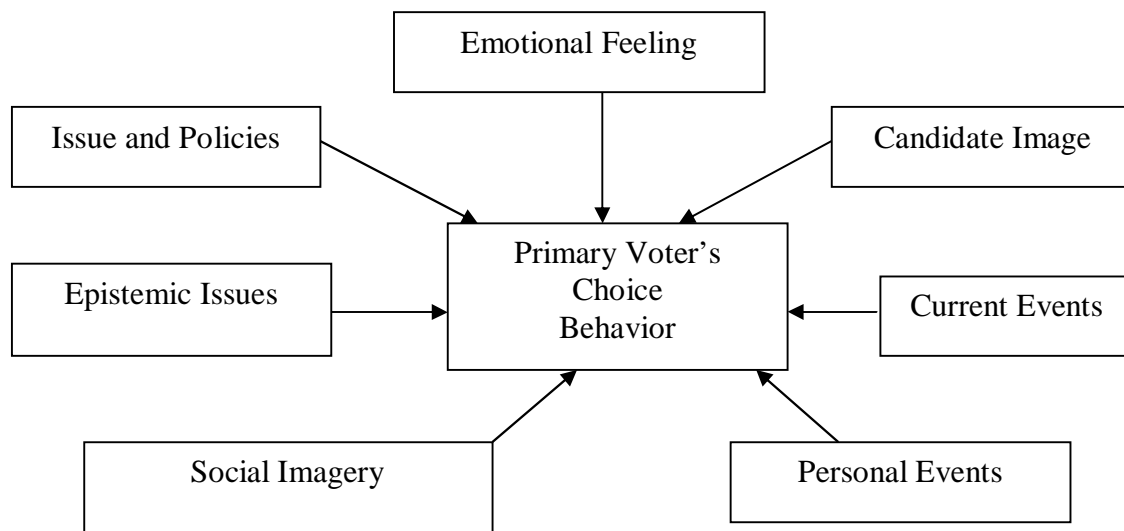 Emotional Feeling
Issue and Policies
Candidate Image
Primary Voter’s
Choice
Behavior
Epistemic Issues
Current Events
Social Imagery
Personal Events